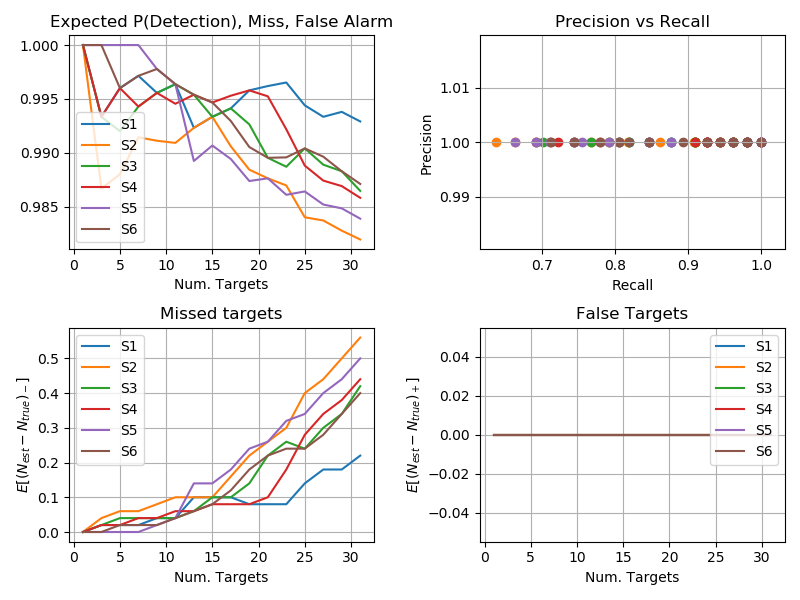 Expected P(Detection), Miss, False Alarm
1.000
0.995
0.990
0.985
S1
S2
S3
S4
S5
S6
0
5
10
15
20
25
30
Num. Targets
Precision vs Recall
Precision
1.01
1.00
0.99
0.7
0.8
0.9
1.0
Recall
Missed targets
E[(N_est − N_true)_−]
0.5
0.4
0.3
0.2
0.1
0.0
S1
S2
S3
S4
S5
S6
0
5
10
15
20
25
30
Num. Targets
False Targets
E[(N_est − N_true)_+]
0.04
0.02
0.00
−0.02
−0.04
S1
S2
S3
S4
S5
S6
0
5
10
15
20
25
30
Num. Targets